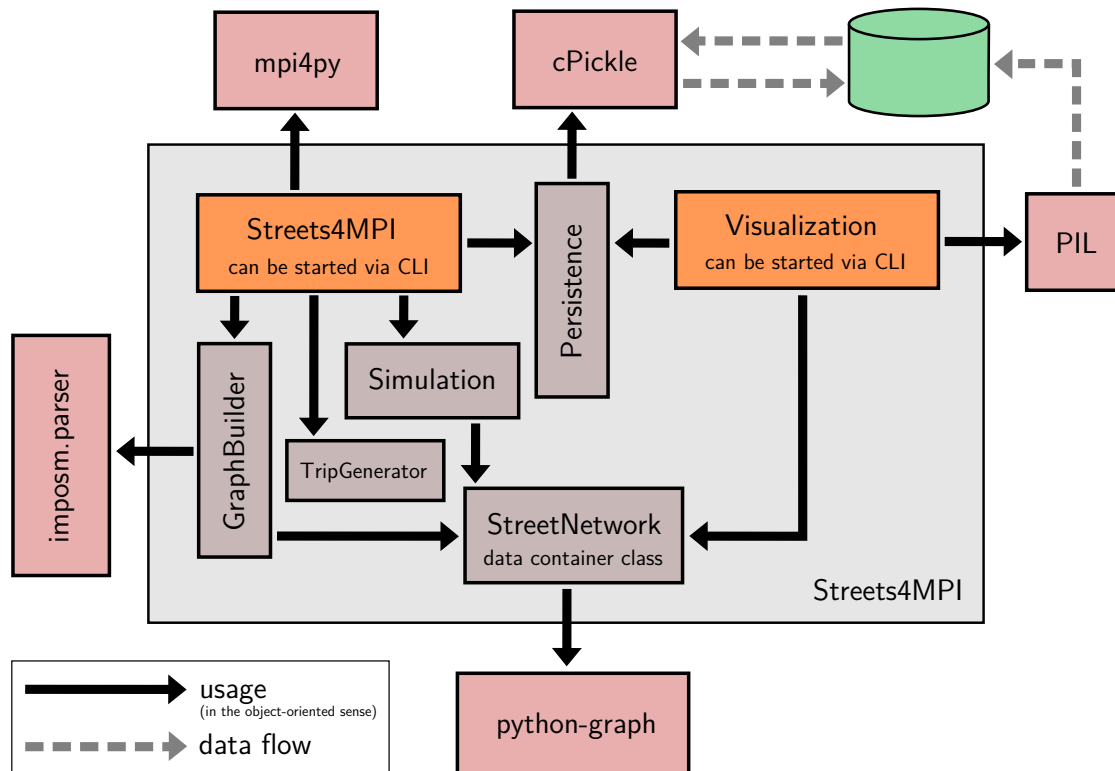 mpi4py
cPickle
Streets4MPI
can be started via CLI
Persistence
Visualization
can be started via CLI
PIL
imposm.parser
GraphBuilder
Simulation
TripGenerator
StreetNetwork
data container class
Streets4MPI
python-graph
usage
(in the object-oriented sense)
data flow